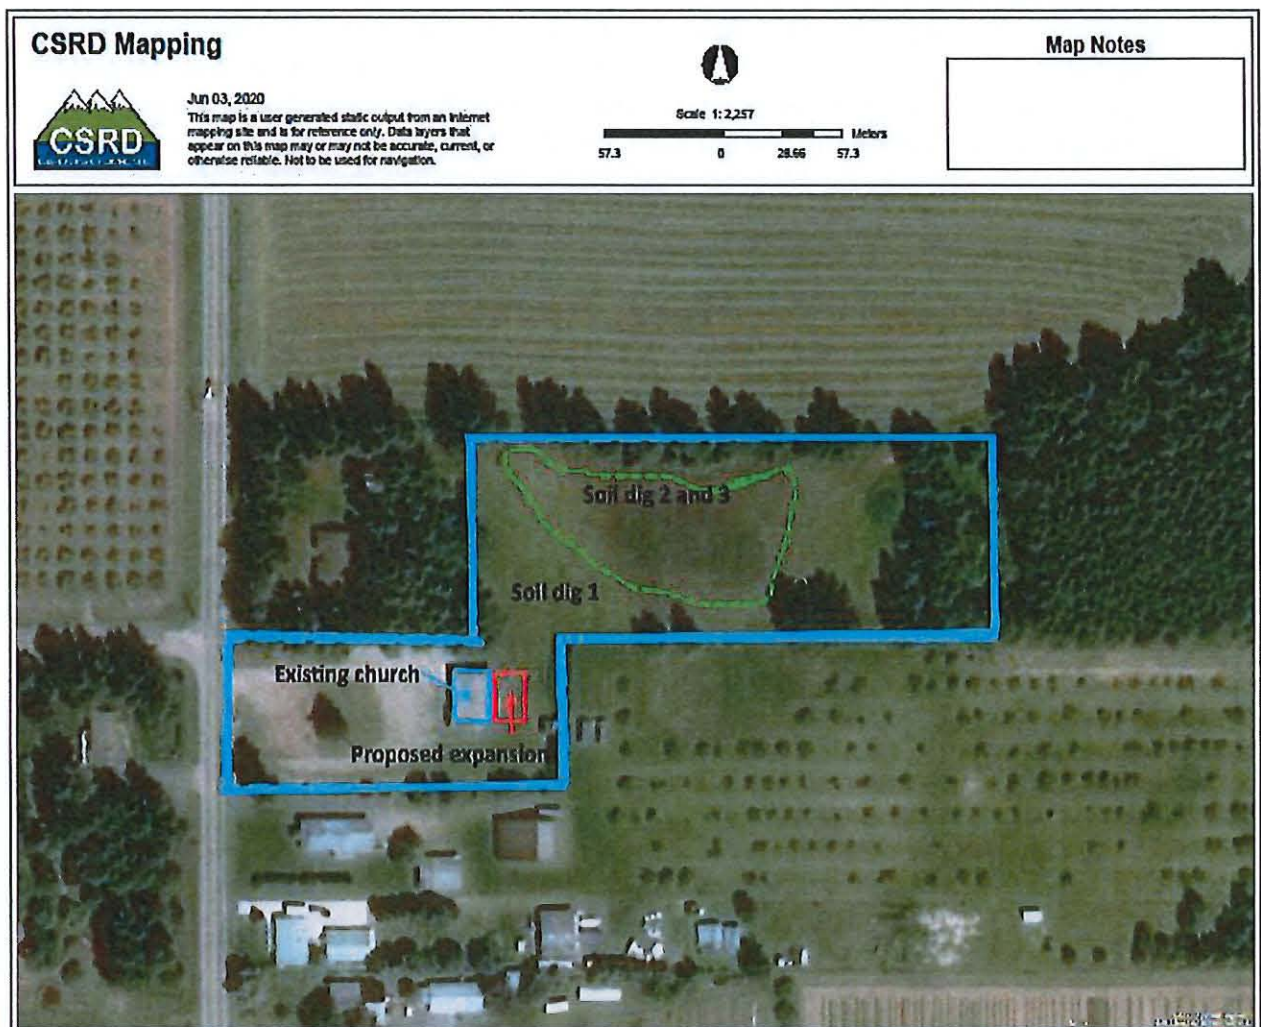 CSRD Mapping
Map Notes
CSRD
Jun 03, 2020
This map is a user generated static output from an Internet
mapping site and is for reference only. Data layers that
appear on this map may or may not be accurate, current, or
otherwise reliable. Not to be used for navigation.
Scale 1: 2,257
Meters
57.3 0 28.66 57.3
Soil dig 2 and 3
Soil dig 1
Existing church
Proposed expansion